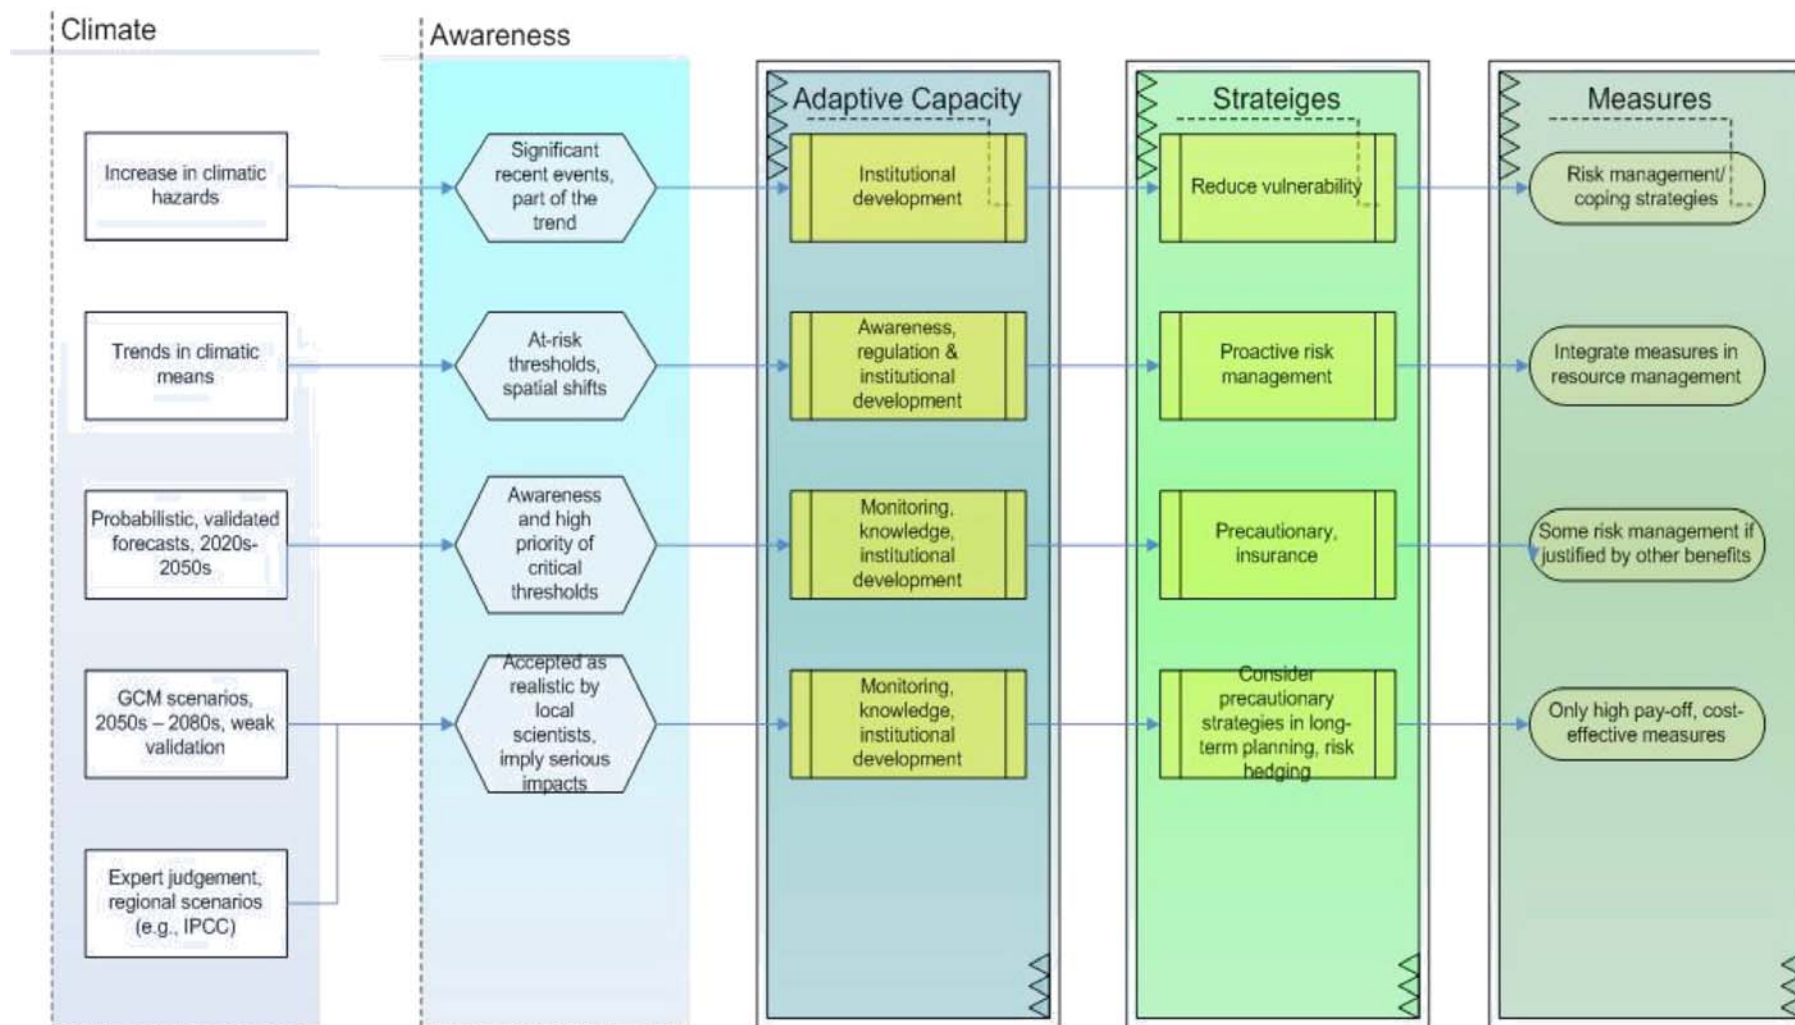 Climate
Awareness
Adaptive Capacity
Strateiges
Measures
Increase in climatic
hazards
Significant
recent events,
part of the
trend
Institutional
development
Reduce vulnerability
Risk management/
coping strategies
Trends in climatic
means
At-risk
thresholds,
spatial shifts
Awareness,
regulation &
institutional
development
Proactive risk
management
Integrate measures in
resource management
Probabilistic, validated
forecasts, 2020s-
2050s
Awareness
and high
priority of
critical
thresholds
Monitoring,
knowledge,
institutional
development
Precautionary,
insurance
Some risk management if
justified by other benefits
GCM scenarios,
2050s – 2080s, weak
validation
Accepted as
realistic by
local
scientists,
imply serious
impacts
Monitoring,
knowledge,
institutional
development
Consider
precautionary
strategies in long-
term planning, risk
hedging
Only high pay-off, cost-
effective measures
Expert judgement,
regional scenarios
(e.g., IPCC)